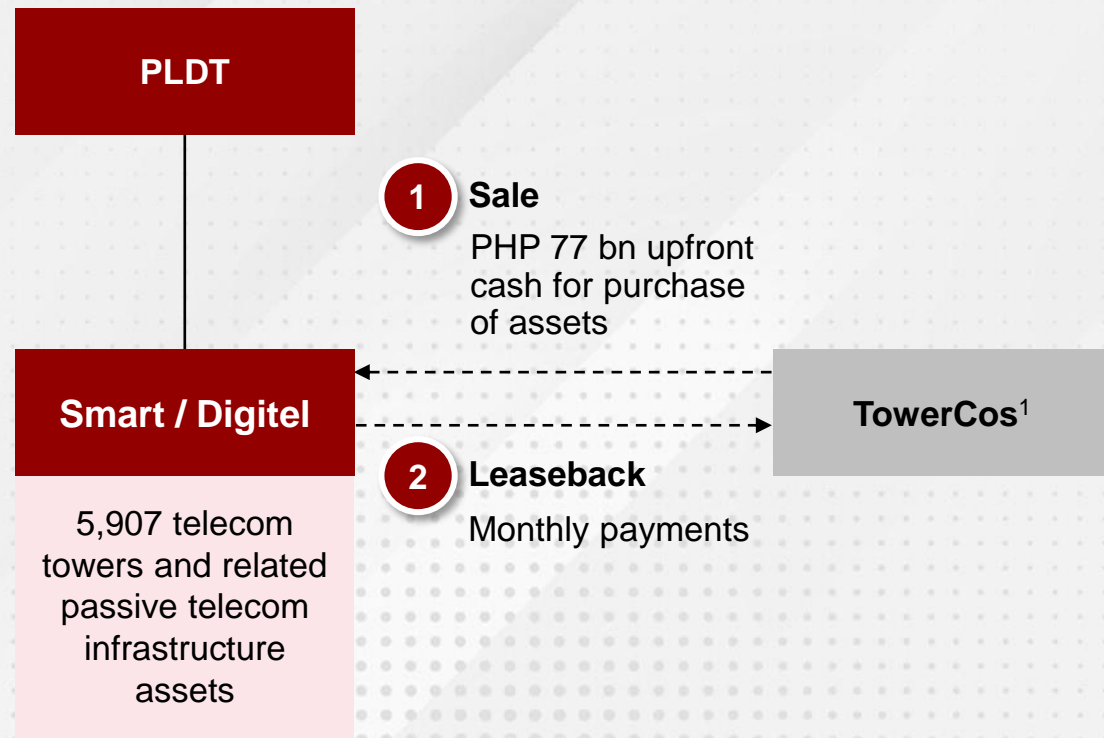 PLDT
1
Sale
PHP 77 bn upfront
cash for purchase
of assets
Smart / Digitel
TowerCos¹
2
Leaseback
Monthly payments
5,907 telecom
towers and related
passive telecom
infrastructure
assets